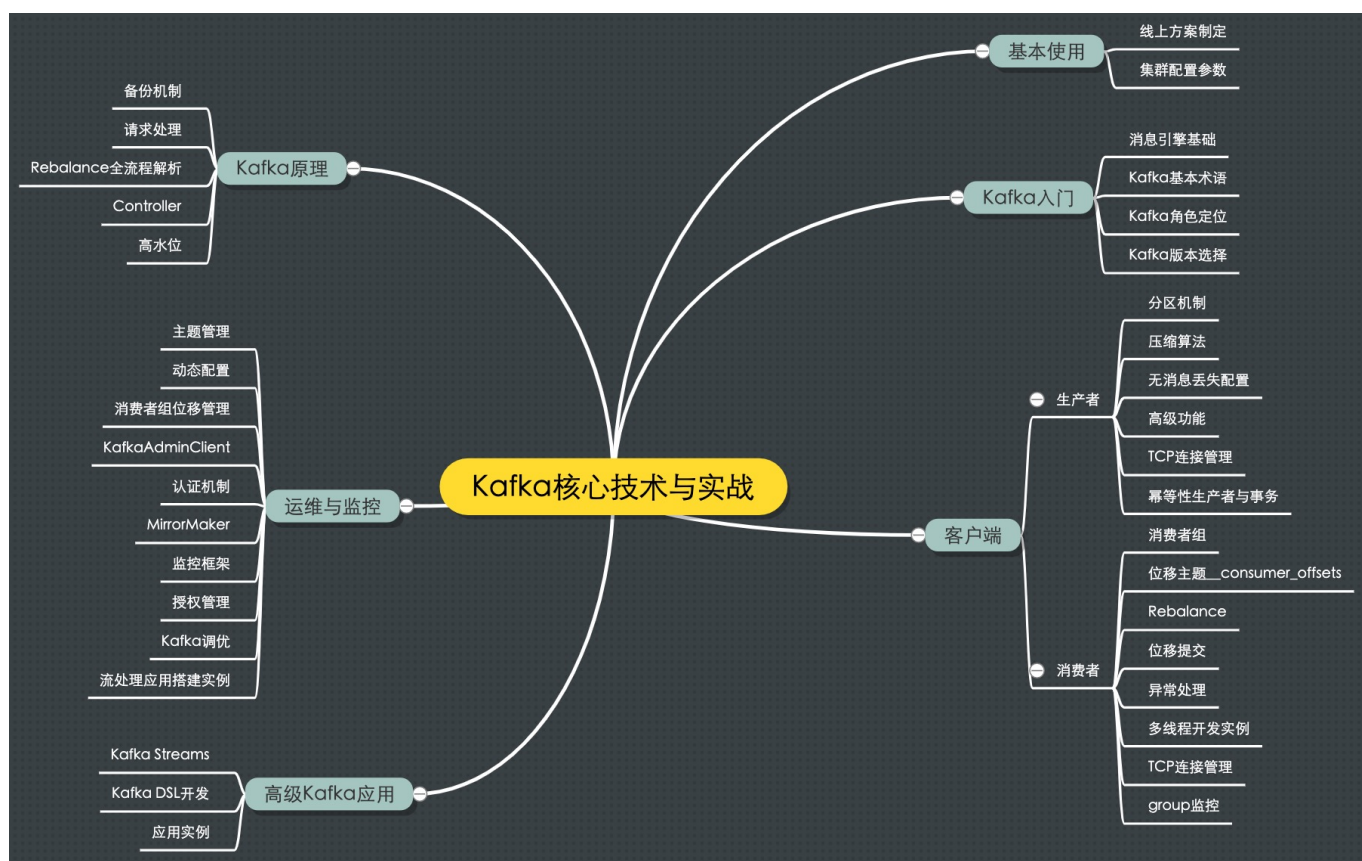 Kafka核心技术与实战
基本使用
线上方案制定
集群配置参数
Kafka入门
消息引擎基础
Kafka基本术语
Kafka角色定位
Kafka版本选择
客户端
生产者
分区机制
压缩算法
无消息丢失配置
高级功能
TCP连接管理
幂等性生产者与事务
消费者
消费者组
位移主题__consumer_offsets
Rebalance
位移提交
异常处理
多线程开发实例
TCP连接管理
group监控
Kafka原理
备份机制
请求处理
Rebalance全流程解析
Controller
高水位
运维与监控
主题管理
动态配置
消费者组位移管理
KafkaAdminClient
认证机制
MirrorMaker
监控框架
授权管理
Kafka调优
流处理应用搭建实例
高级Kafka应用
Kafka Streams
Kafka DSL开发
应用实例